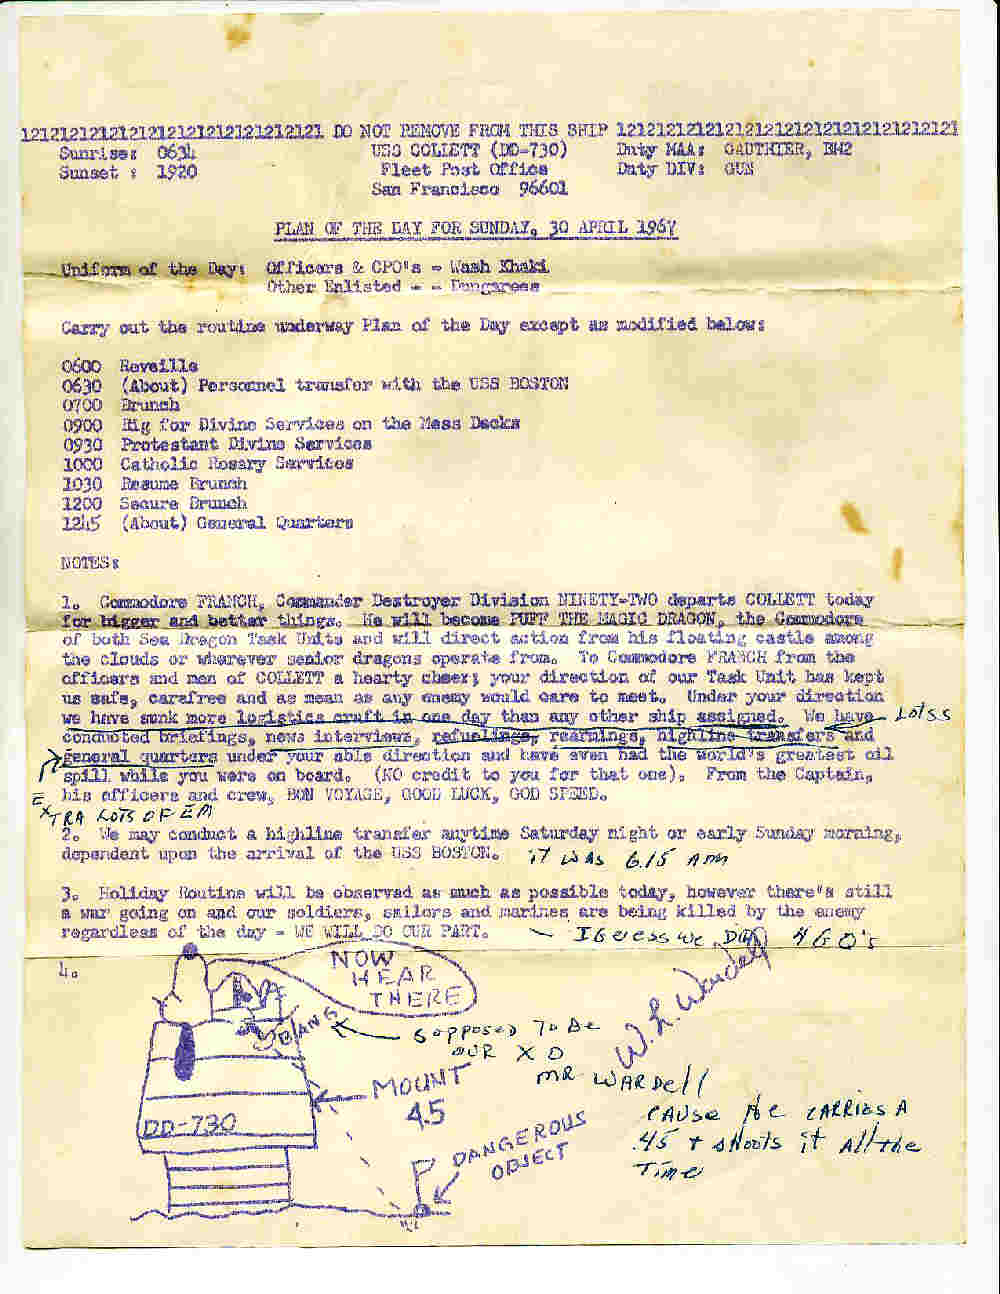 1212121212121212121212121212121 DO NOT REMOVE FROM THIS SHIP 12121212121212121212121212121212121
Sunrise: 0634 USS COLLETT (DD-730) Duty MAA: GAUTHIER, BM2
Sunset : 1920 Fleet Post Office Duty DIV: GUN
San Francisco 96601
PLAN OF THE DAY FOR SUNDAY, 30 APRIL 1967
Uniform of the Day: Officers & CPO's - Wash Khaki
Other Enlisted - - Dungarees
Carry out the routine underway Plan of the Day except as modified below:
0600 Reveille
0630 (About) Personnel transfer with the USS BOSTON
0700 Brunch
0900 Rig for Divine Services on the Mess Decks
0930 Protestant Divine Services
1000 Catholic Rosary Services
1030 Resume Brunch
1200 Secure Brunch
1245 (About) General Quarters
NOTES:
1. Commodore FRANCH, Commander Destroyer Division NINETY-TWO departs COLLETT today
for bigger and better things. He will become PUFF THE MAGIC DRAGON, the Commodore
of both Sea Dragon Task Units and will direct action from his floating castle among
the clouds or wherever senior dragons operate from. To Commodore FRANCH from the
officers and men of COLLETT a hearty cheer; your direction of our Task Unit has kept
us safe, carefree and as mean as any enemy would care to meet. Under your direction
we have sunk more logistics craft in one day than any other ship assigned. We have LOTSS
conducted briefings, news interviews, refuelings, rearmings, highline transfers and
general quarters under your able direction and have even had the world's greatest oil
spill while you were on board. (NO credit to you for that one). From the Captain,
his officers and crew, BON VOYAGE, GOOD LUCK, GOD SPEED.
EXTRA LOTS OF EM
2. We may conduct a highline transfer anytime Saturday night or early Sunday morning,
dependent upon the arrival of the USS BOSTON. IT WAS 6.15 AM
3. Holiday Routine will be observed as much as possible today, however there's still
a war going on and our soldiers, sailors and marines are being killed by the enemy
regardless of the day - WE WILL DO OUR PART. - I Guess we Did 4 GQ's
4.
NOW
HEAR
THERE
BANG
W. L. Wardell
SOPPOSED TO BE
OUR XO
MR WARDell
MOUNT
45
CAUSE he CARRIES A
.45 + shoots it All the
Time
DD-730
DANGEROUS
OBJECT